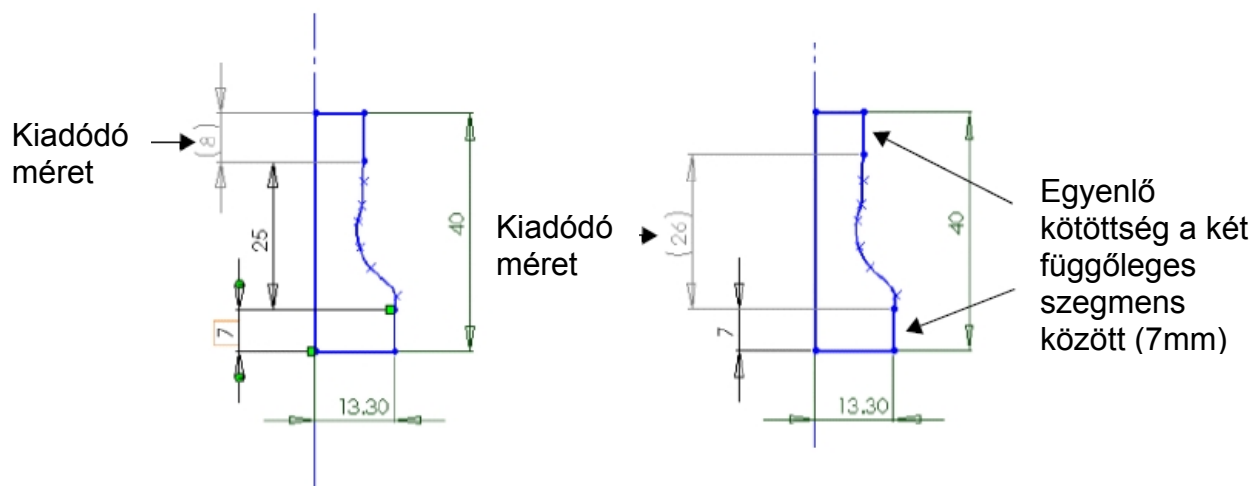 Kiadódó
méret
(8)
25
7
40
13.30
Kiadódó
méret
(26)
7
40
13.30
Egyenlő
kötöttség a két
függőleges
szegmens
között (7mm)